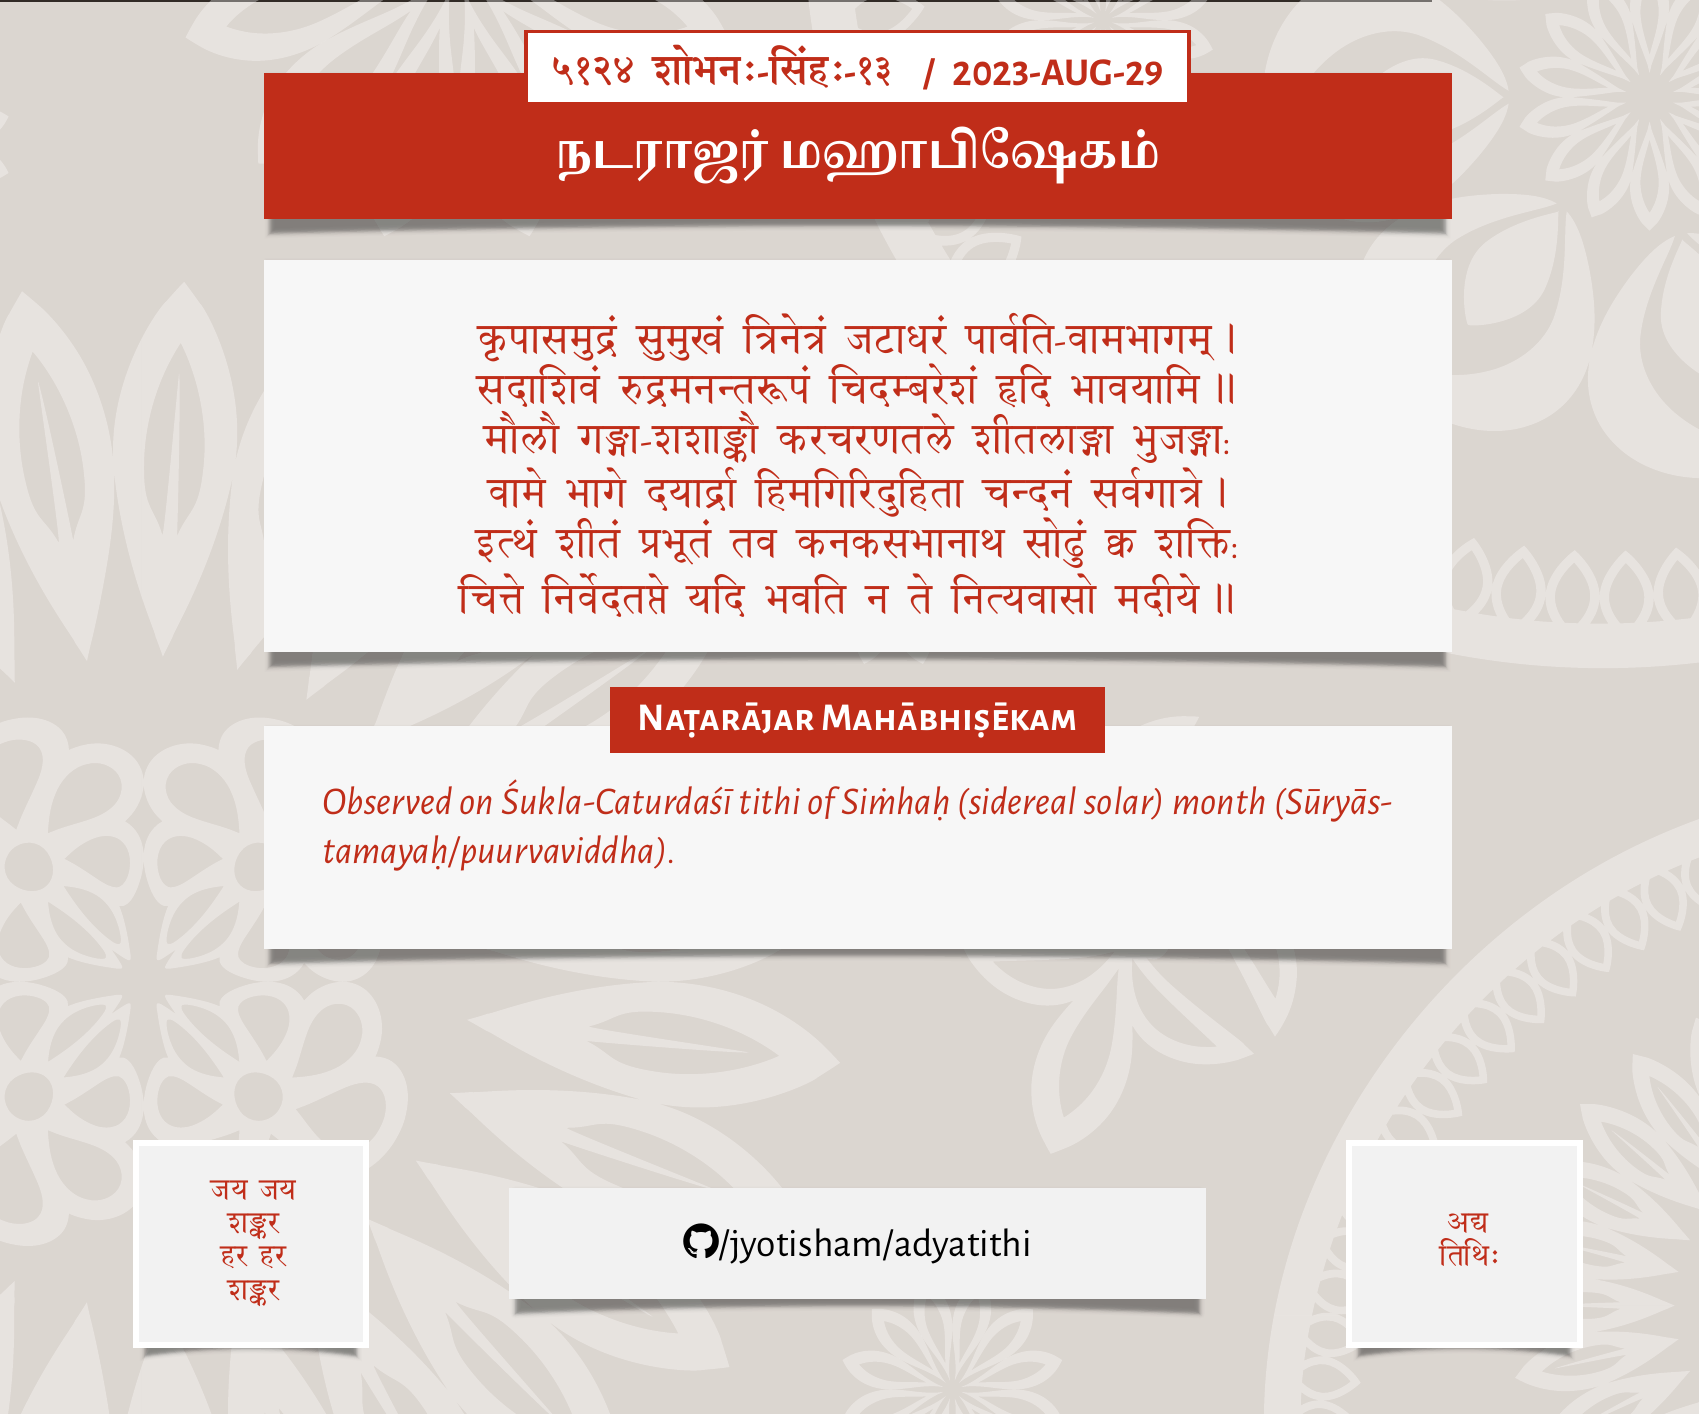 ५१२४ शोभनः-सिंहः-१३ / 2023-AUG-29
நடராஜர் மஹாபிஷேகம்
कृपासमुद्रं सुमुखं त्रिनेत्रं जटाधरं पार्वति-वामभागम् ।
सदाशिवं रुद्रमनन्तरूपं चिदम्बरेशं हृदि भावयामि ॥
मौलौ गङ्गा-शशाङ्कौ करचरणतले शीतलाङ्गा भुजङ्गाः
वामे भागे दयार्द्रा हिमगिरिदुहिता चन्दनं सर्वगात्रे ।
इत्थं शीतं प्रभूतं तव कनकसभानाथ सोढुं क्व शक्तिः
चित्ते निर्वेदतप्ते यदि भवति न ते नित्यवासो मदीये ॥
Naṭarājar Mahābhiṣēkam
Observed on Śukla-Caturdaśī tithi of Siṁhaḥ (sidereal solar) month (Sūryās-
tamayaḥ/puurvaviddha).
जय जय
शङ्कर
हर हर
शङ्कर
/jyotisham/adyatithi
अद्य
तिथिः